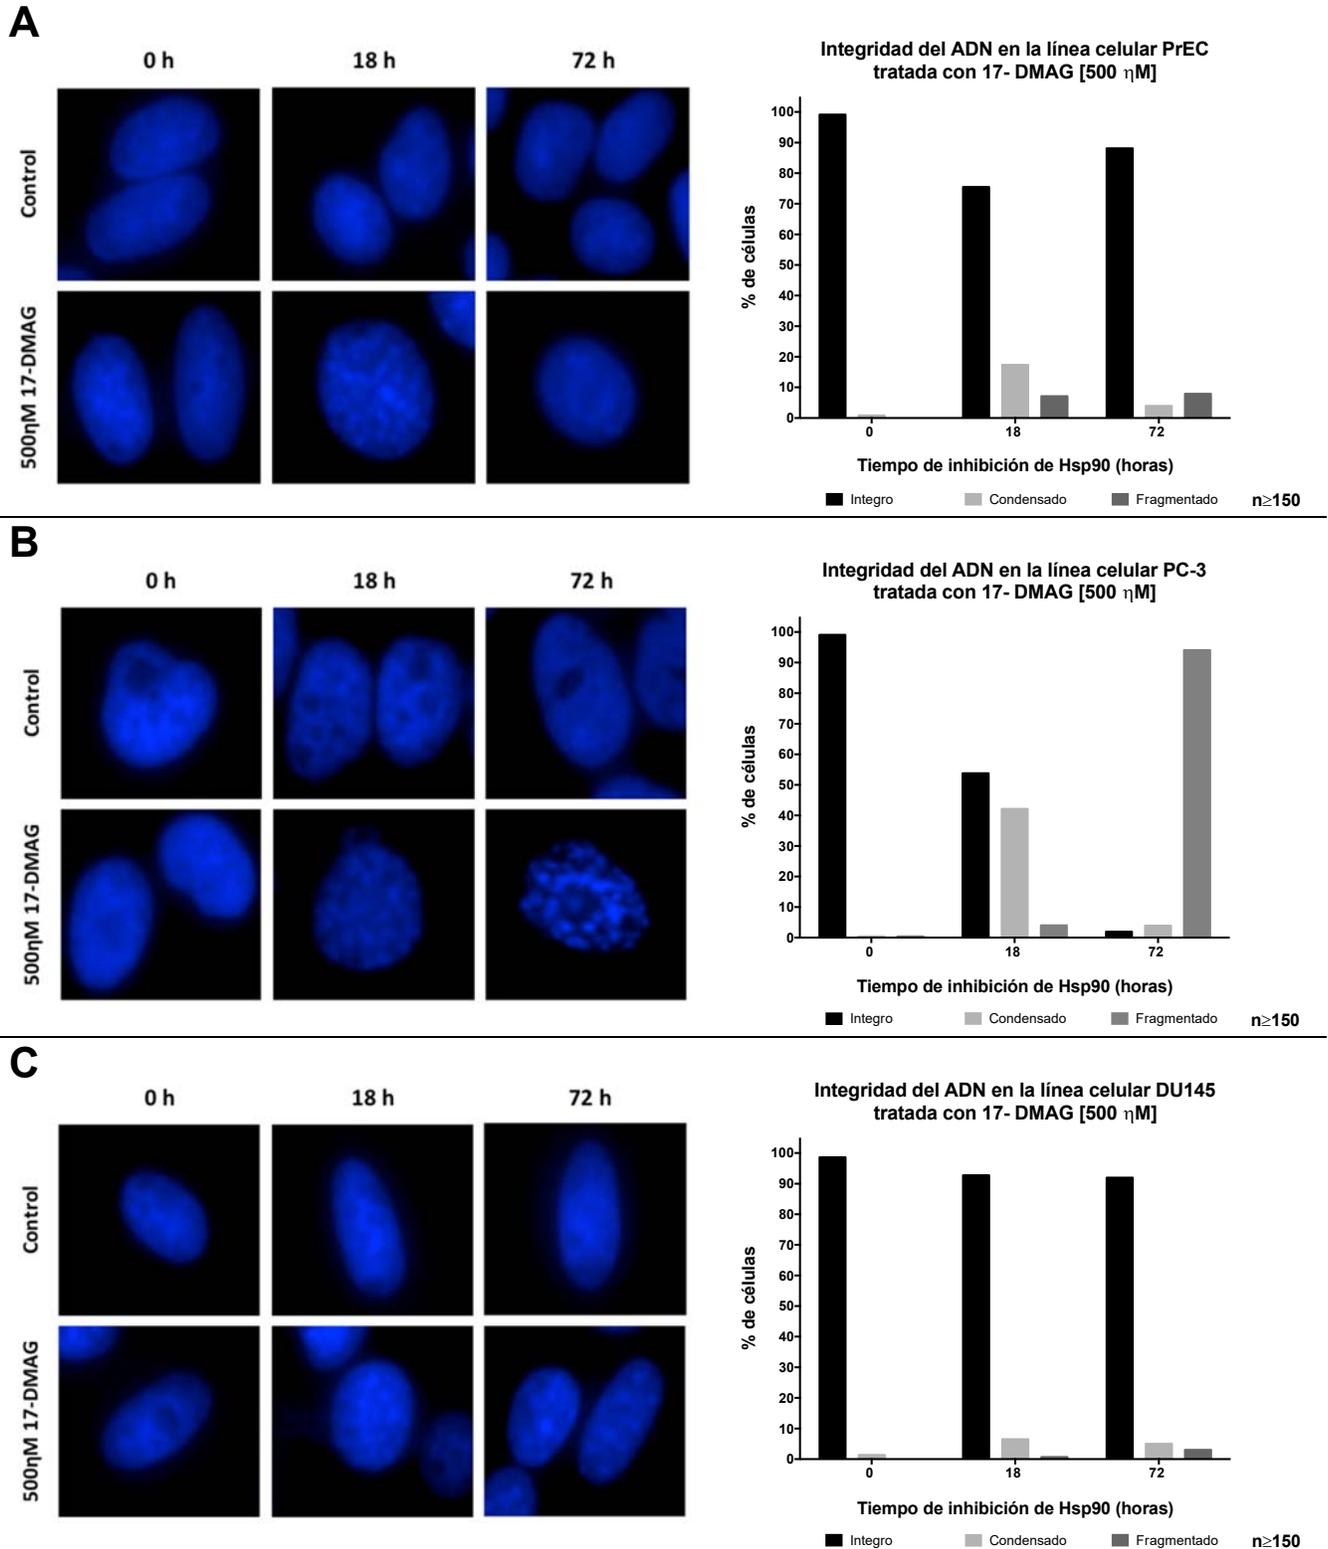 A
0 h 18 h 72 h
Control
500ηM 17-DMAG
Integridad del ADN en la línea celular PrEC
tratada con 17- DMAG [500 ηM]
% de células
100
90
80
70
60
50
40
30
20
10
0
0 18 72
Tiempo de inhibición de Hsp90 (horas)
Integro Condensado Fragmentado n≥150
B
0 h 18 h 72 h
Control
500ηM 17-DMAG
Integridad del ADN en la línea celular PC-3
tratada con 17- DMAG [500 ηM]
% de células
100
90
80
70
60
50
40
30
20
10
0
0 18 72
Tiempo de inhibición de Hsp90 (horas)
Integro Condensado Fragmentado n≥150
C
0 h 18 h 72 h
Control
500ηM 17-DMAG
Integridad del ADN en la línea celular DU145
tratada con 17- DMAG [500 ηM]
% de células
100
90
80
70
60
50
40
30
20
10
0
0 18 72
Tiempo de inhibición de Hsp90 (horas)
Integro Condensado Fragmentado n≥150